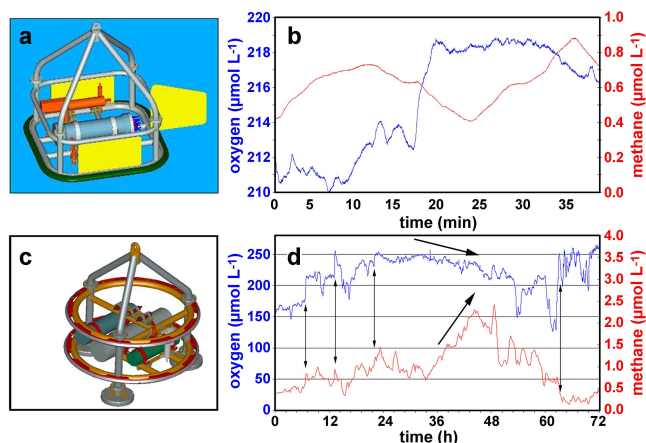 a
b
oxygen (µmol L-1)
220
218
216
214
212
210
1.0
0.8
0.6
0.4
0.2
0.0
methane (µmol L-1)
0 5 10 15 20 25 30 35
time (min)
c
d
oxygen (µmol L-1)
250
200
150
100
50
0
4.0
3.5
3.0
2.5
2.0
1.5
1.0
0.5
0.0
methane (µmol L-1)
0 12 24 36 48 60 72
time (h)